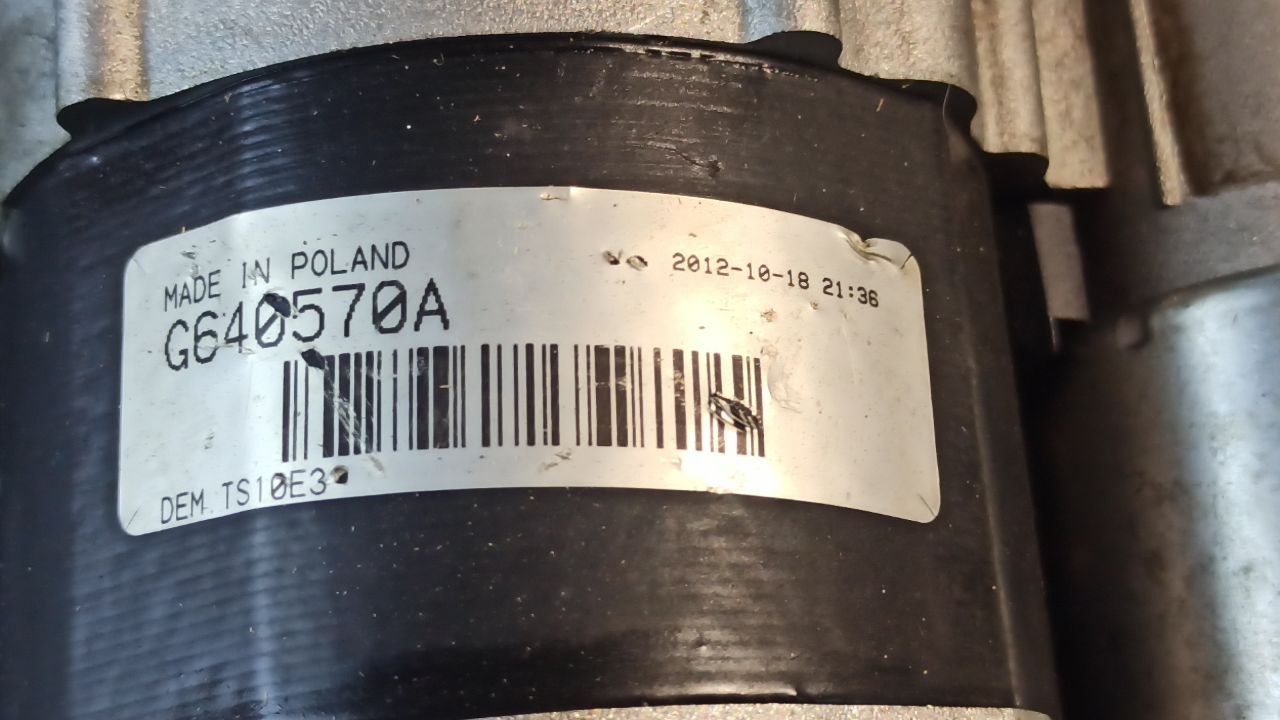 MADE IN POLAND
2012-10-18 21:36
G640570A
DEM. TS10E3